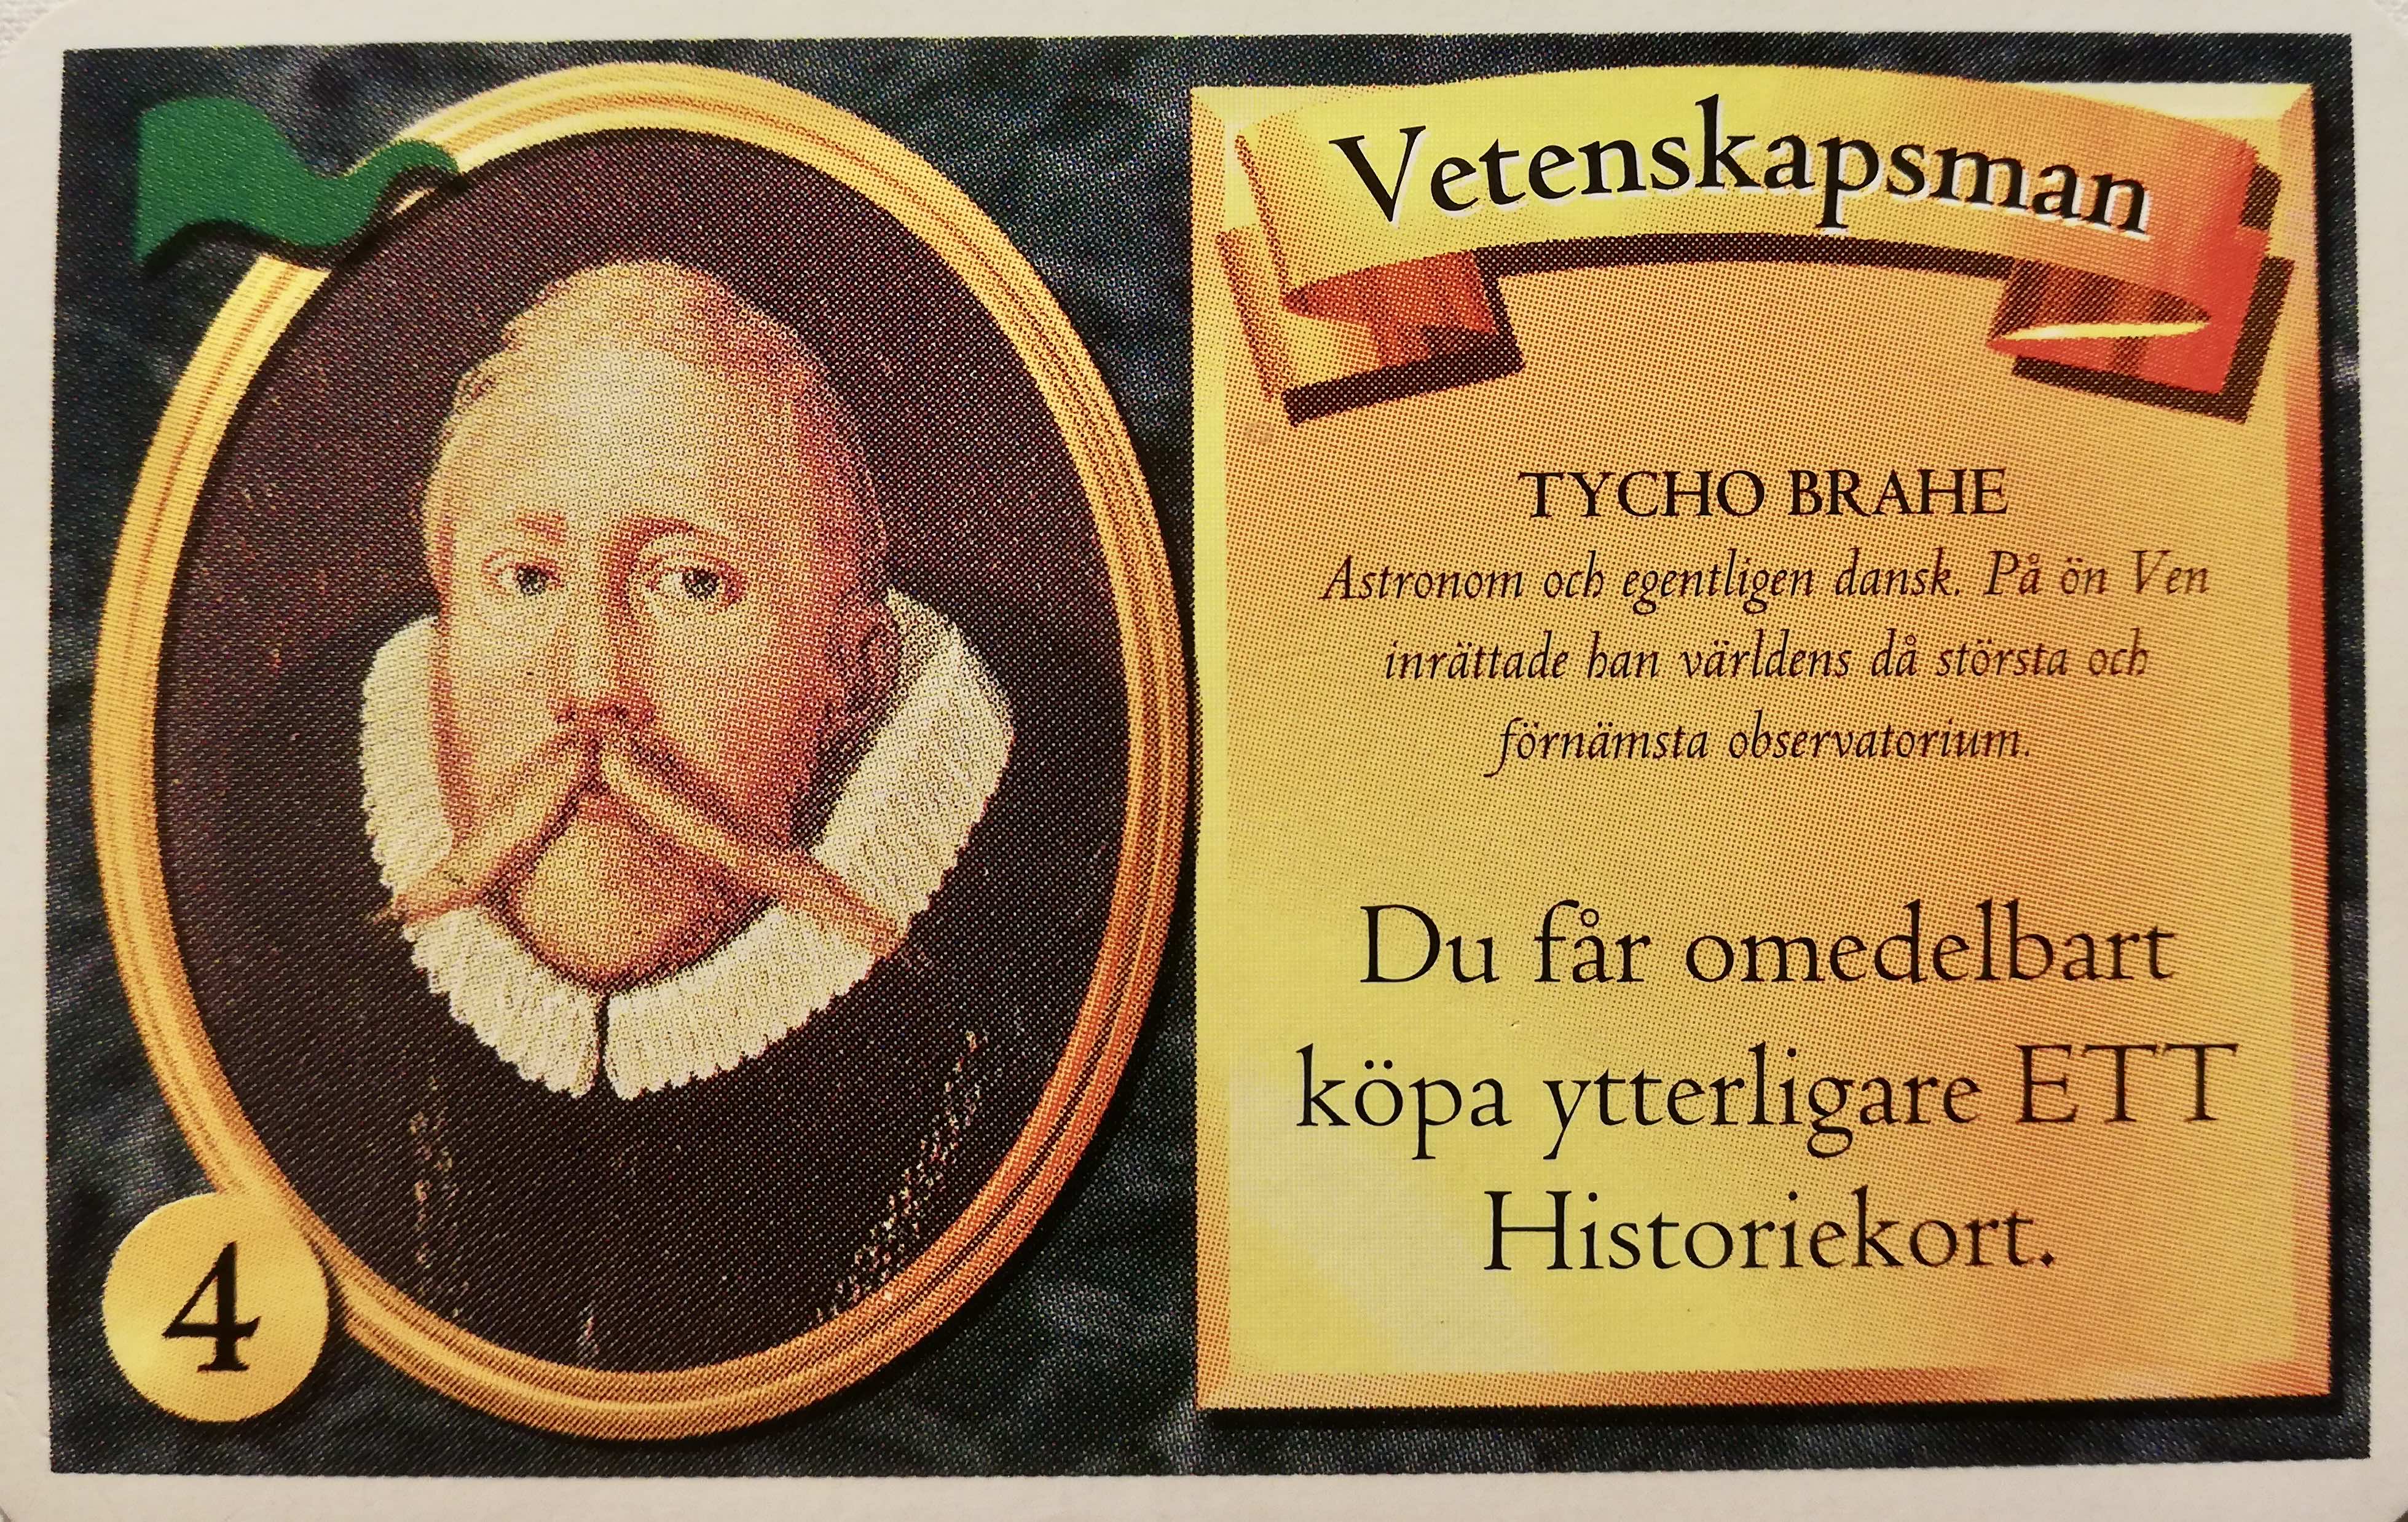 Vetenskapsman
TYCHO BRAHE
Astronom och egentligen dansk. På ön Ven
inrättade han världens då största och
förnämsta observatorium.
Du får omedelbart
köpa ytterligare ETT
Historiekort.
4